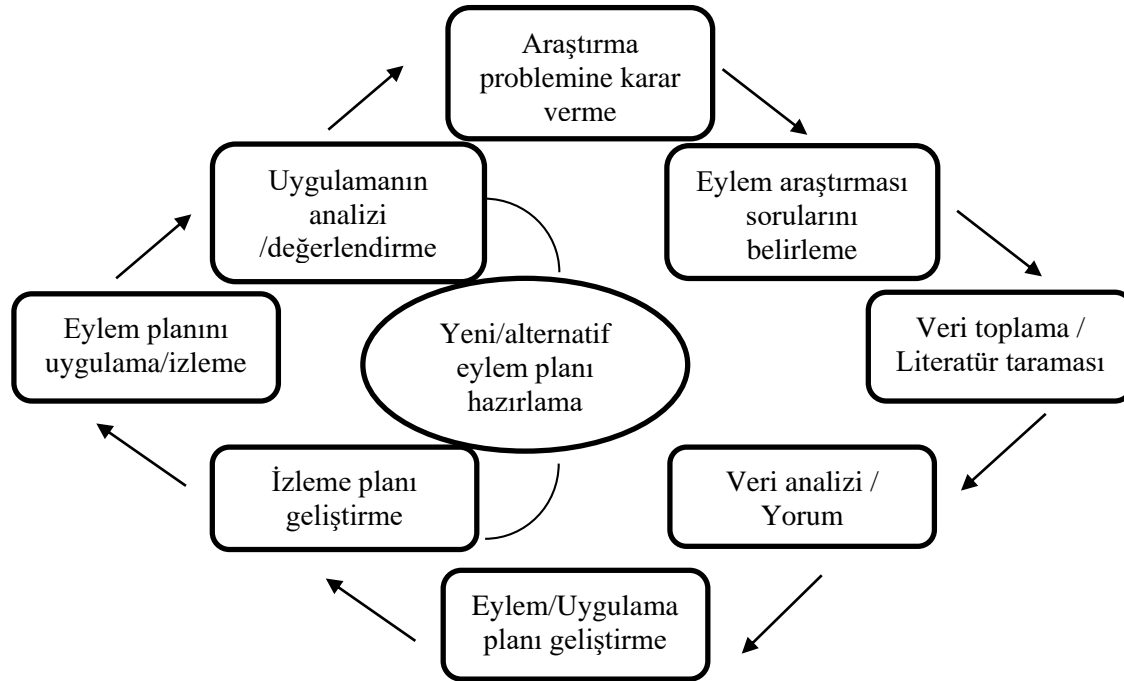 Araştırma
problemine karar
verme
Eylem araştırması
sorularını
belirleme
Veri toplama /
Literatür taraması
Veri analizi /
Yorum
Eylem/Uygulama
planı geliştirme
İzleme planı
geliştirme
Eylem planını
uygulama/izleme
Uygulamanın
analizi
/değerlendirme
Yeni/alternatif
eylem planı
hazırlama